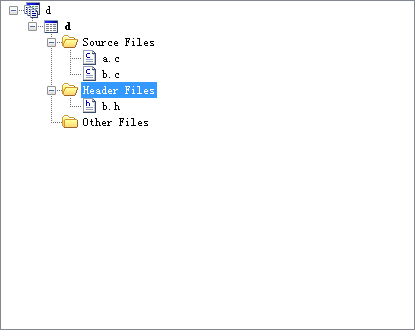 d
d
Source Files
a.c
b.c
Header Files
b.h
Other Files